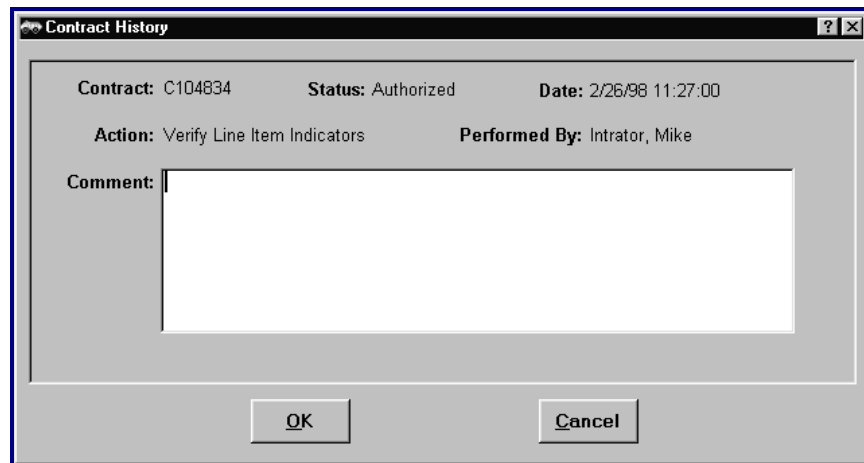 Contract History
Contract: C104834 Status: Authorized Date: 2/26/98 11:27:00
Action: Verify Line Item Indicators Performed By: Intrator, Mike
Comment:
OK Cancel